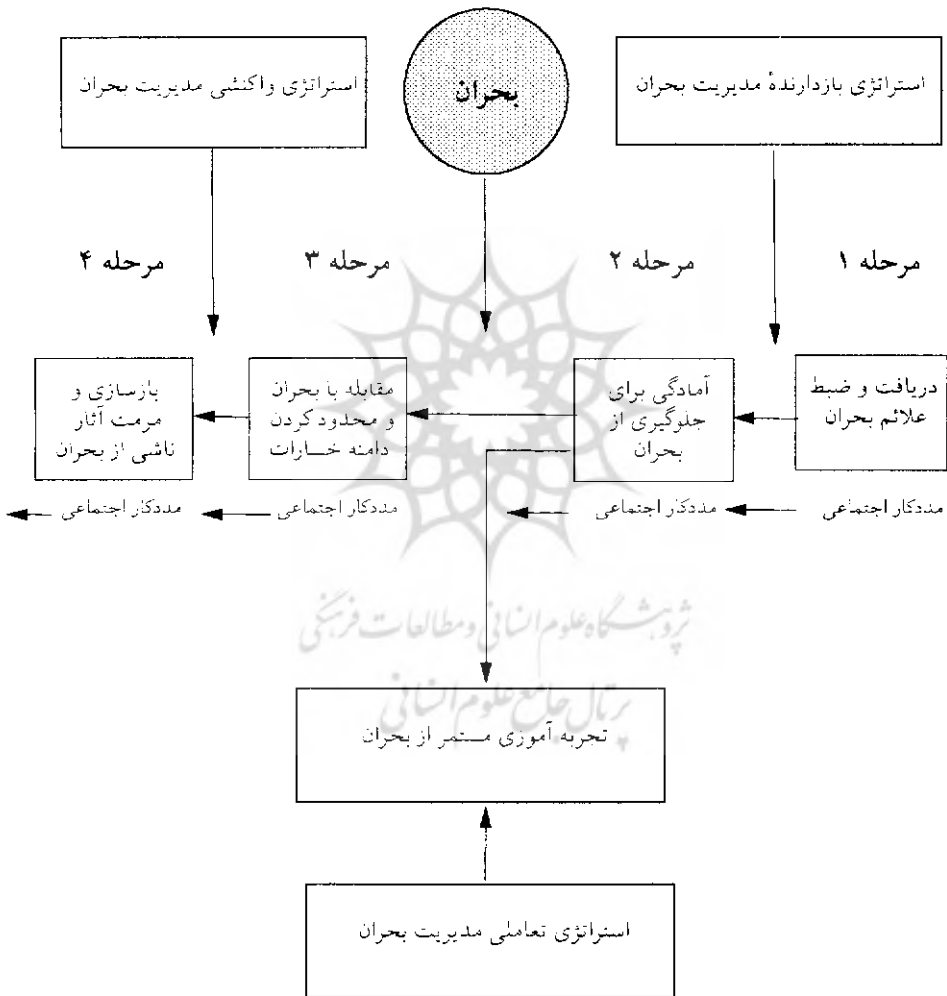 استراتژی بازدارندهٔ مدیریت بحران
بحران
استراتژی واکنشی مدیریت بحران
مرحله ۱
مرحله ۲
مرحله ۳
مرحله ۴
دریافت و ضبط
علائم بحران
آمادگی برای
جلوگیری از
بحران
مقابله با بحران
و محدود کردن
دامنه خسارات
بازسازی و
مرمت آثار
ناشی از بحران
مددکار اجتماعی
مددکار اجتماعی
مددکار اجتماعی
مددکار اجتماعی
پژوهشگاه علوم انسانی و مطالعات فرهنگی
پرتال جامع علوم انسانی
تجربه آموزی مستمر از بحران
استراتژی تعاملی مدیریت بحران